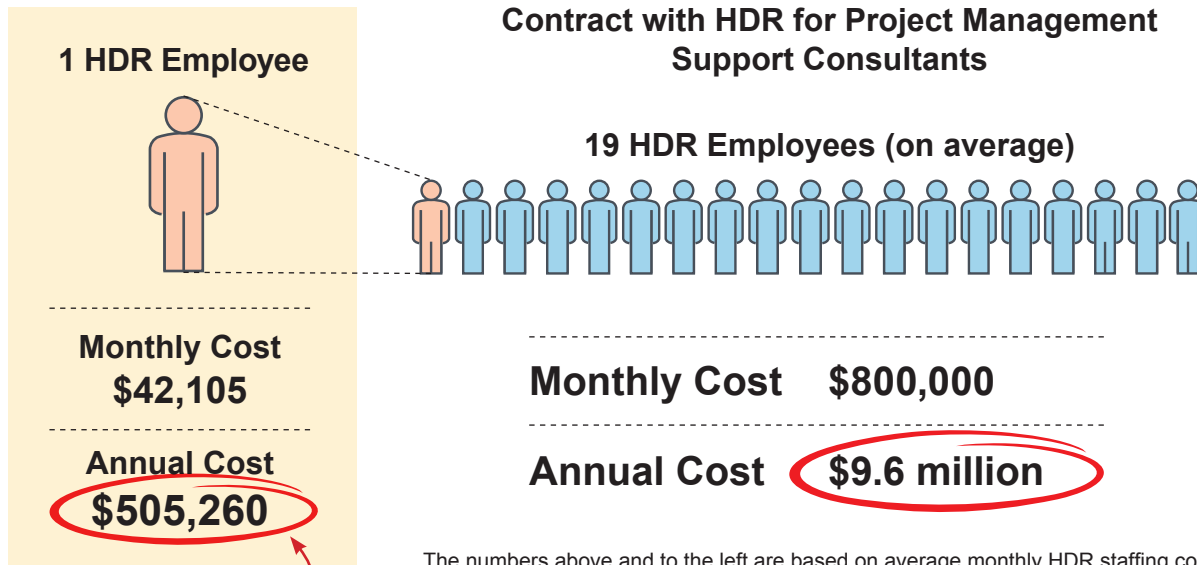 1 HDR Employee
Monthly Cost
$42,105
Annual Cost
$505,260
Contract with HDR for Project Management
Support Consultants
19 HDR Employees (on average)
Monthly Cost $800,000
Annual Cost $9.6 million
The numbers above and to the left are based on average monthly HDR staffing